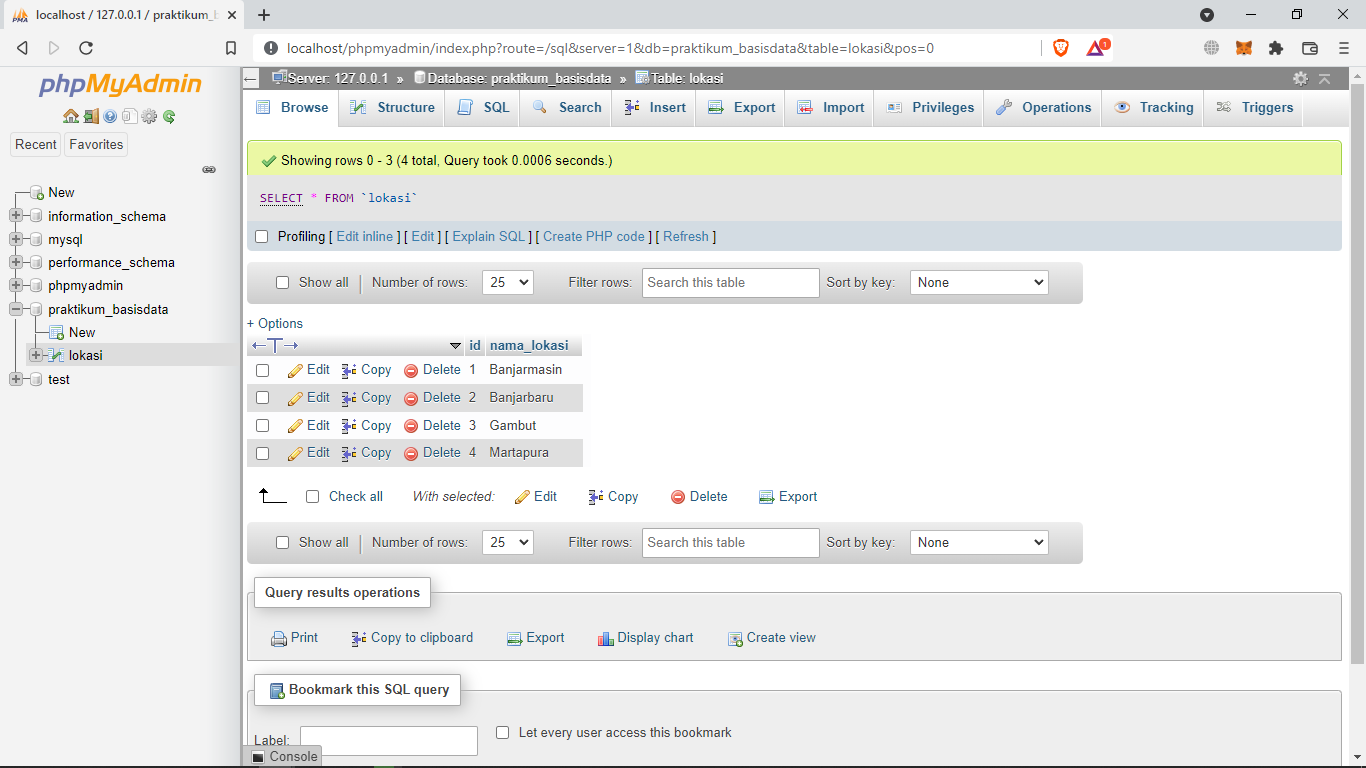 localhost / 127.0.0.1 / praktikum_b
localhost/phpmyadmin/index.php?route=/sql&server=1&db=praktikum_basisdata&table=lokasi&pos=0
1
phpMyAdmin
Recent
Favorites
New
information_schema
mysql
performance_schema
phpmyadmin
praktikum_basisdata
New
lokasi
test
Server: 127.0.0.1 » Database: praktikum_basisdata » Table: lokasi
Browse Structure SQL Search Insert Export Import Privileges Operations Tracking Triggers
Showing rows 0 - 3 (4 total, Query took 0.0006 seconds.)
SELECT * FROM `lokasi`
Profiling [ Edit inline ] [ Edit ] [ Explain SQL ] [ Create PHP code ] [ Refresh ]
Show all Number of rows: 25 Filter rows: Search this table Sort by key: None
+ Options
id nama_lokasi
Edit Copy Delete 1 Banjarmasin
Edit Copy Delete 2 Banjarbaru
Edit Copy Delete 3 Gambut
Edit Copy Delete 4 Martapura
Check all With selected: Edit Copy Delete Export
Show all Number of rows: 25 Filter rows: Search this table Sort by key: None
Query results operations
Print Copy to clipboard Export Display chart Create view
Bookmark this SQL query
Label: Let every user access this bookmark
Console